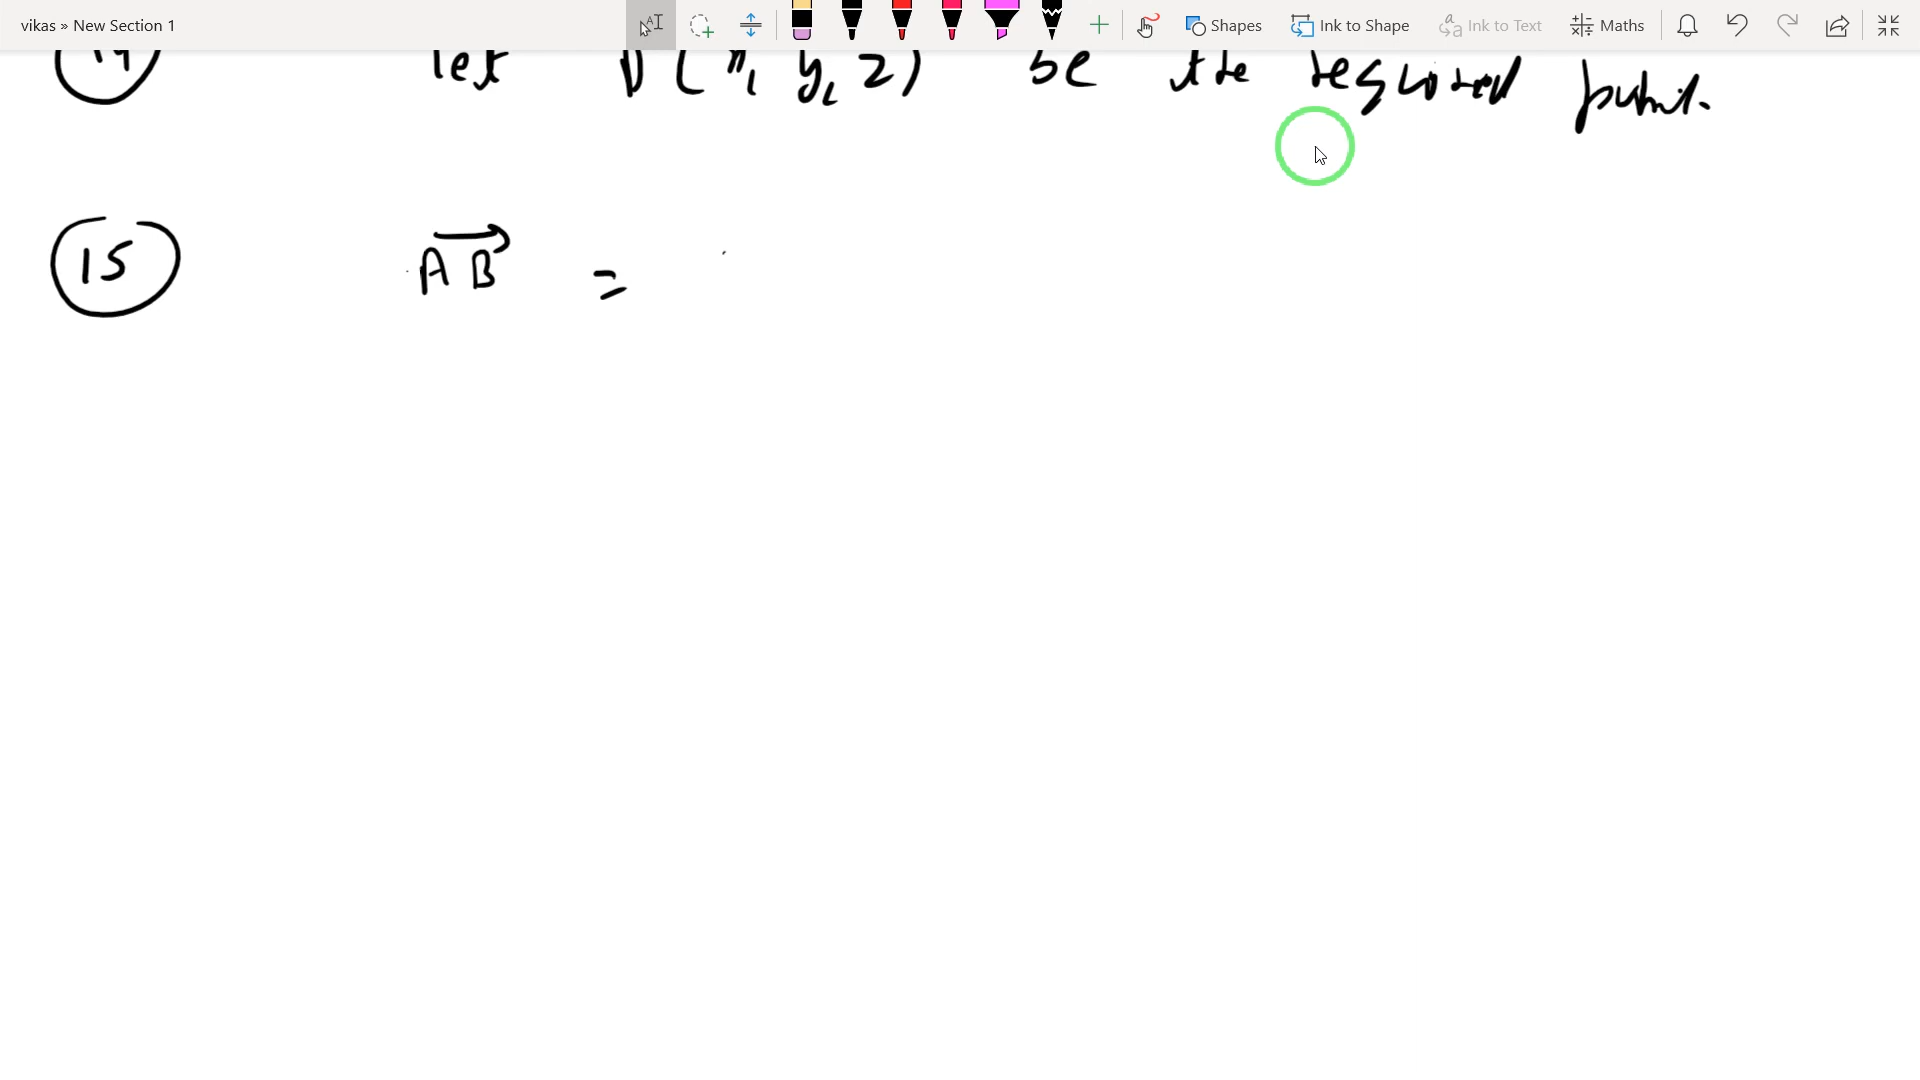 vikas » New Section 1
Shapes
Ink to Shape
Ink to Text
Maths
14 let D(x, y, z) be the required point.
15 AB =